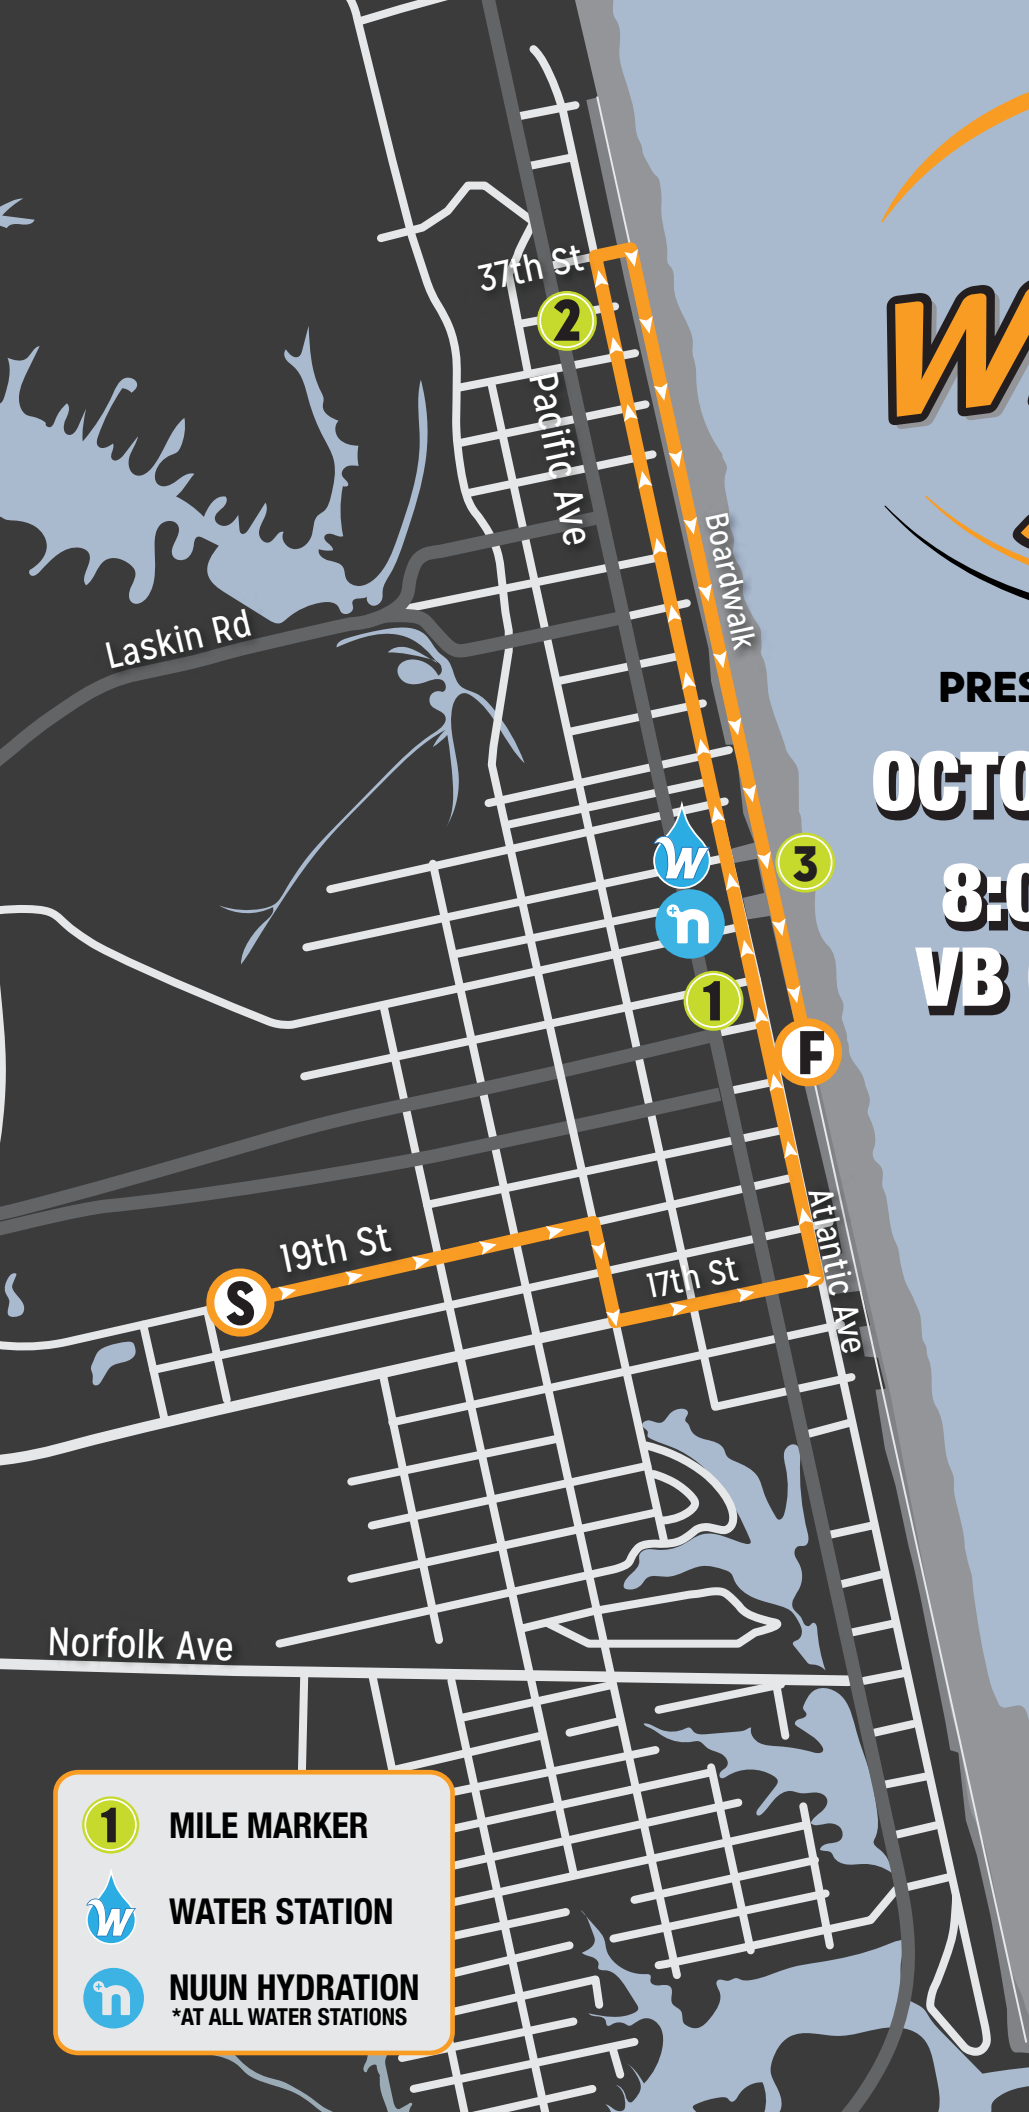 37th St
2
Pacific Ave
Boardwalk
Laskin Rd
PRES
OCTO
8:0
VB
W
n
3
1
F
19th St
S
17th St
Atlantic Ave
Norfolk Ave
1 MILE MARKER
W WATER STATION
n NUUN HYDRATION
*AT ALL WATER STATIONS